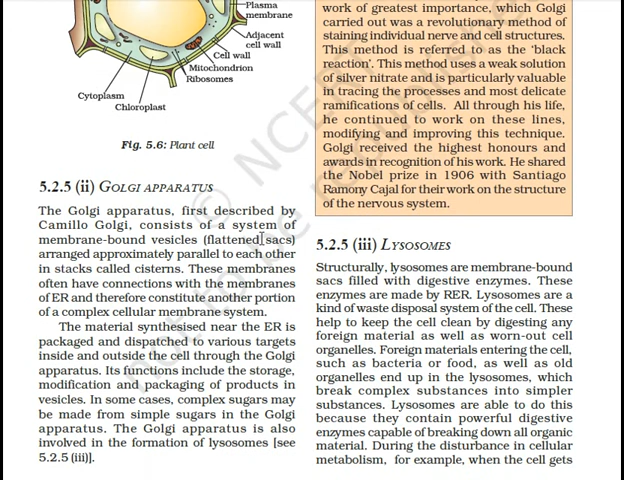 Plasma
membrane
Adjacent
cell wall
Cell wall
Mitochondrion
Ribosomes
Cytoplasm
Chloroplast
Fig. 5.6: Plant cell
5.2.5 (ii) GOLGI APPARATUS
The Golgi apparatus, first described by
Camillo Golgi, consists of a system of
membrane-bound vesicles (flattened sacs)
arranged approximately parallel to each other
in stacks called cisterns. These membranes
often have connections with the membranes
of ER and therefore constitute another portion
of a complex cellular membrane system.
The material synthesised near the ER is
packaged and dispatched to various targets
inside and outside the cell through the Golgi
apparatus. Its functions include the storage,
modification and packaging of products in
vesicles. In some cases, complex sugars may
be made from simple sugars in the Golgi
apparatus. The Golgi apparatus is also
involved in the formation of lysosomes [see
5.2.5 (iii)].
work of greatest importance, which Golgi
carried out was a revolutionary method of
staining individual nerve and cell structures.
This method is referred to as the ‘black
reaction’. This method uses a weak solution
of silver nitrate and is particularly valuable
in tracing the processes and most delicate
ramifications of cells. All through his life,
he continued to work on these lines,
modifying and improving this technique.
Golgi received the highest honours and
awards in recognition of his work. He shared
the Nobel prize in 1906 with Santiago
Ramony Cajal for their work on the structure
of the nervous system.
5.2.5 (iii) LYSOSOMES
Structurally, lysosomes are membrane-bound
sacs filled with digestive enzymes. These
enzymes are made by RER. Lysosomes are a
kind of waste disposal system of the cell. These
help to keep the cell clean by digesting any
foreign material as well as worn-out cell
organelles. Foreign materials entering the cell,
such as bacteria or food, as well as old
organelles end up in the lysosomes, which
break complex substances into simpler
substances. Lysosomes are able to do this
because they contain powerful digestive
enzymes capable of breaking down all organic
material. During the disturbance in cellular
metabolism, for example, when the cell gets
© NCERT
not to be republished